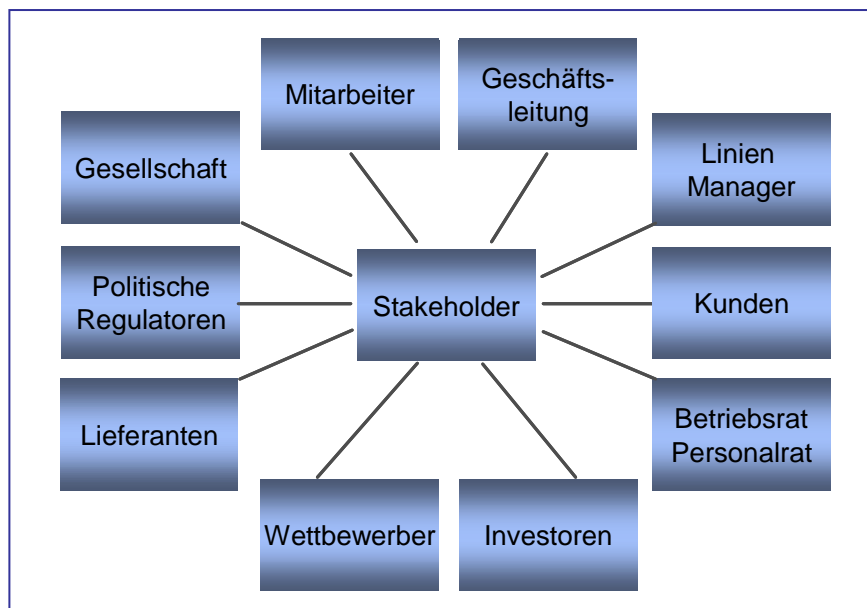 Mitarbeiter
Geschäfts-
leitung
Gesellschaft
Linien
Manager
Politische
Regulatoren
Stakeholder
Kunden
Lieferanten
Betriebsrat
Personalrat
Wettbewerber
Investoren